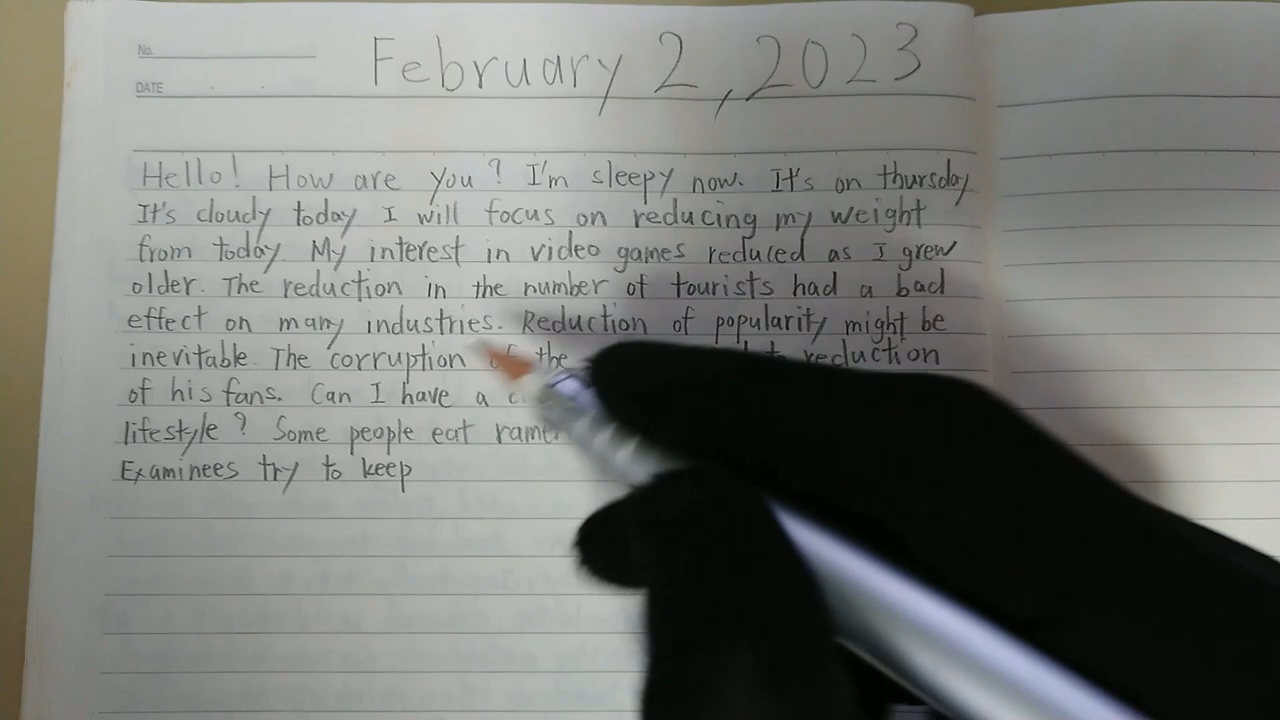 No.
DATE
February 2, 2023
Hello! How are you? I'm sleepy now. It's on thursday
It's cloudy today I will focus on reducing my weight
from today. My interest in video games reduced as I grew
older. The reduction in the number of tourists had a bad
effect on many industries. Reduction of popularity might be
inevitable. The corruption of the reduction
of his fans. Can I have a
lifestyle? Some people eat
Examinees try to keep